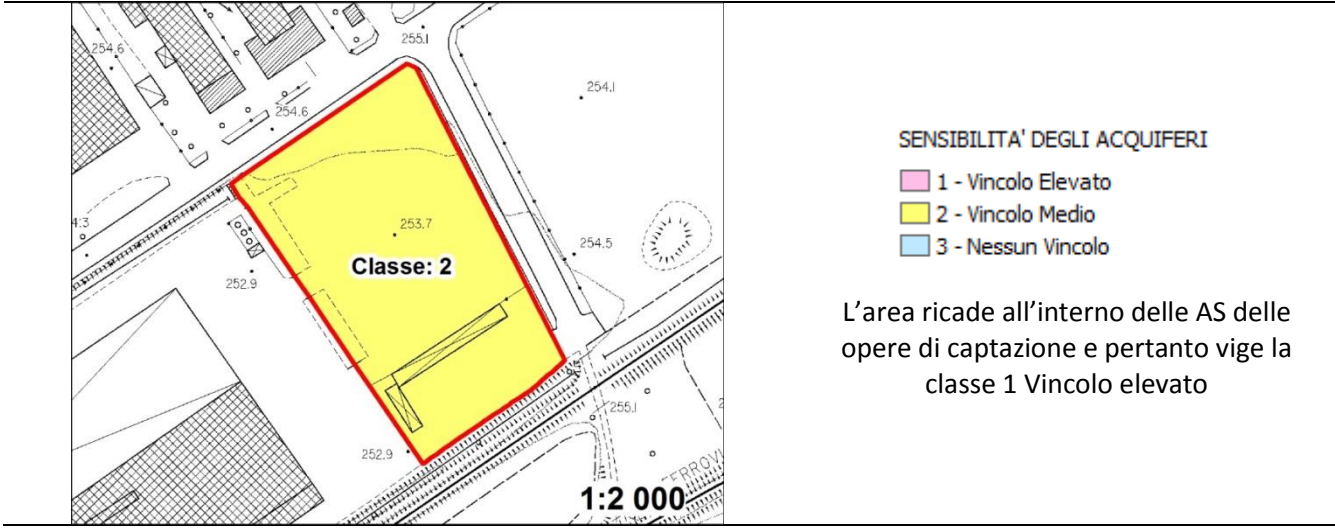 255.1
254.6
254.1
254.6
4.3
253.7
254.5
Classe: 2
252.9
255.1
252.9
FERROVI
1:2 000
SENSIBILITA' DEGLI ACQUIFERI
1 - Vincolo Elevato
2 - Vincolo Medio
3 - Nessun Vincolo
L’area ricade all’interno delle AS delle
opere di captazione e pertanto vige la
classe 1 Vincolo elevato